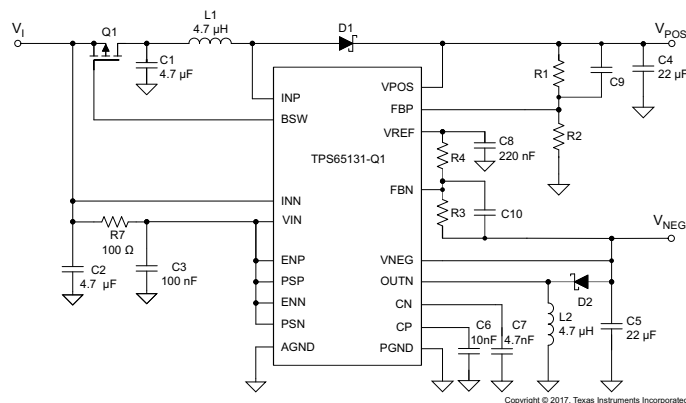 V_I
Q1
L1
4.7 µH
D1
V_POS
C1
4.7 µF
R1
C9
C4
22 µF
INP
VPOS
BSW
FBP
R2
VREF
C8
220 nF
TPS65131-Q1
R4
INN
FBN
R3
C10
VIN
R7
100 Ω
V_NEG
C2
4.7 µF
C3
100 nF
ENP
VNEG
PSP
OUTN
ENN
CN
D2
PSN
CP
C6
10nF
C7
4.7nF
L2
4.7 µH
C5
22 µF
AGND
PGND
Copyright © 2017, Texas Instruments Incorporated